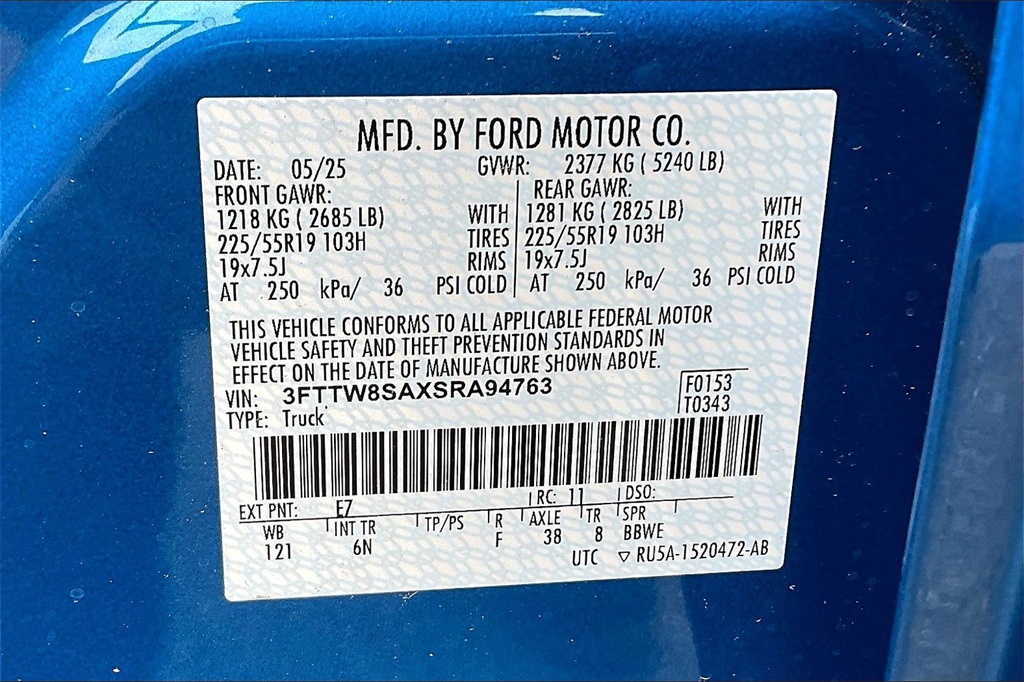 MFD. BY FORD MOTOR CO.
DATE: 05/25 GVWR: 2377 KG ( 5240 LB)
FRONT GAWR: REAR GAWR:
1218 KG ( 2685 LB) WITH 1281 KG ( 2825 LB) WITH
225/55R19 103H TIRES 225/55R19 103H TIRES
19x7.5J RIMS 19x7.5J RIMS
AT 250 kPa/ 36 PSI COLD AT 250 kPa/ 36 PSI COLD
THIS VEHICLE CONFORMS TO ALL APPLICABLE FEDERAL MOTOR
VEHICLE SAFETY AND THEFT PREVENTION STANDARDS IN
EFFECT ON THE DATE OF MANUFACTURE SHOWN ABOVE.
VIN: 3FTTW8SAXSRA94763 F0153
TYPE: Truck T0343
EXT PNT: E7 RC: 11 DSO:
WB INT TR TP/PS R AXLE TR SPR
121 6N F 38 8 BBWE
UTC ▽ RU5A-1520472-AB